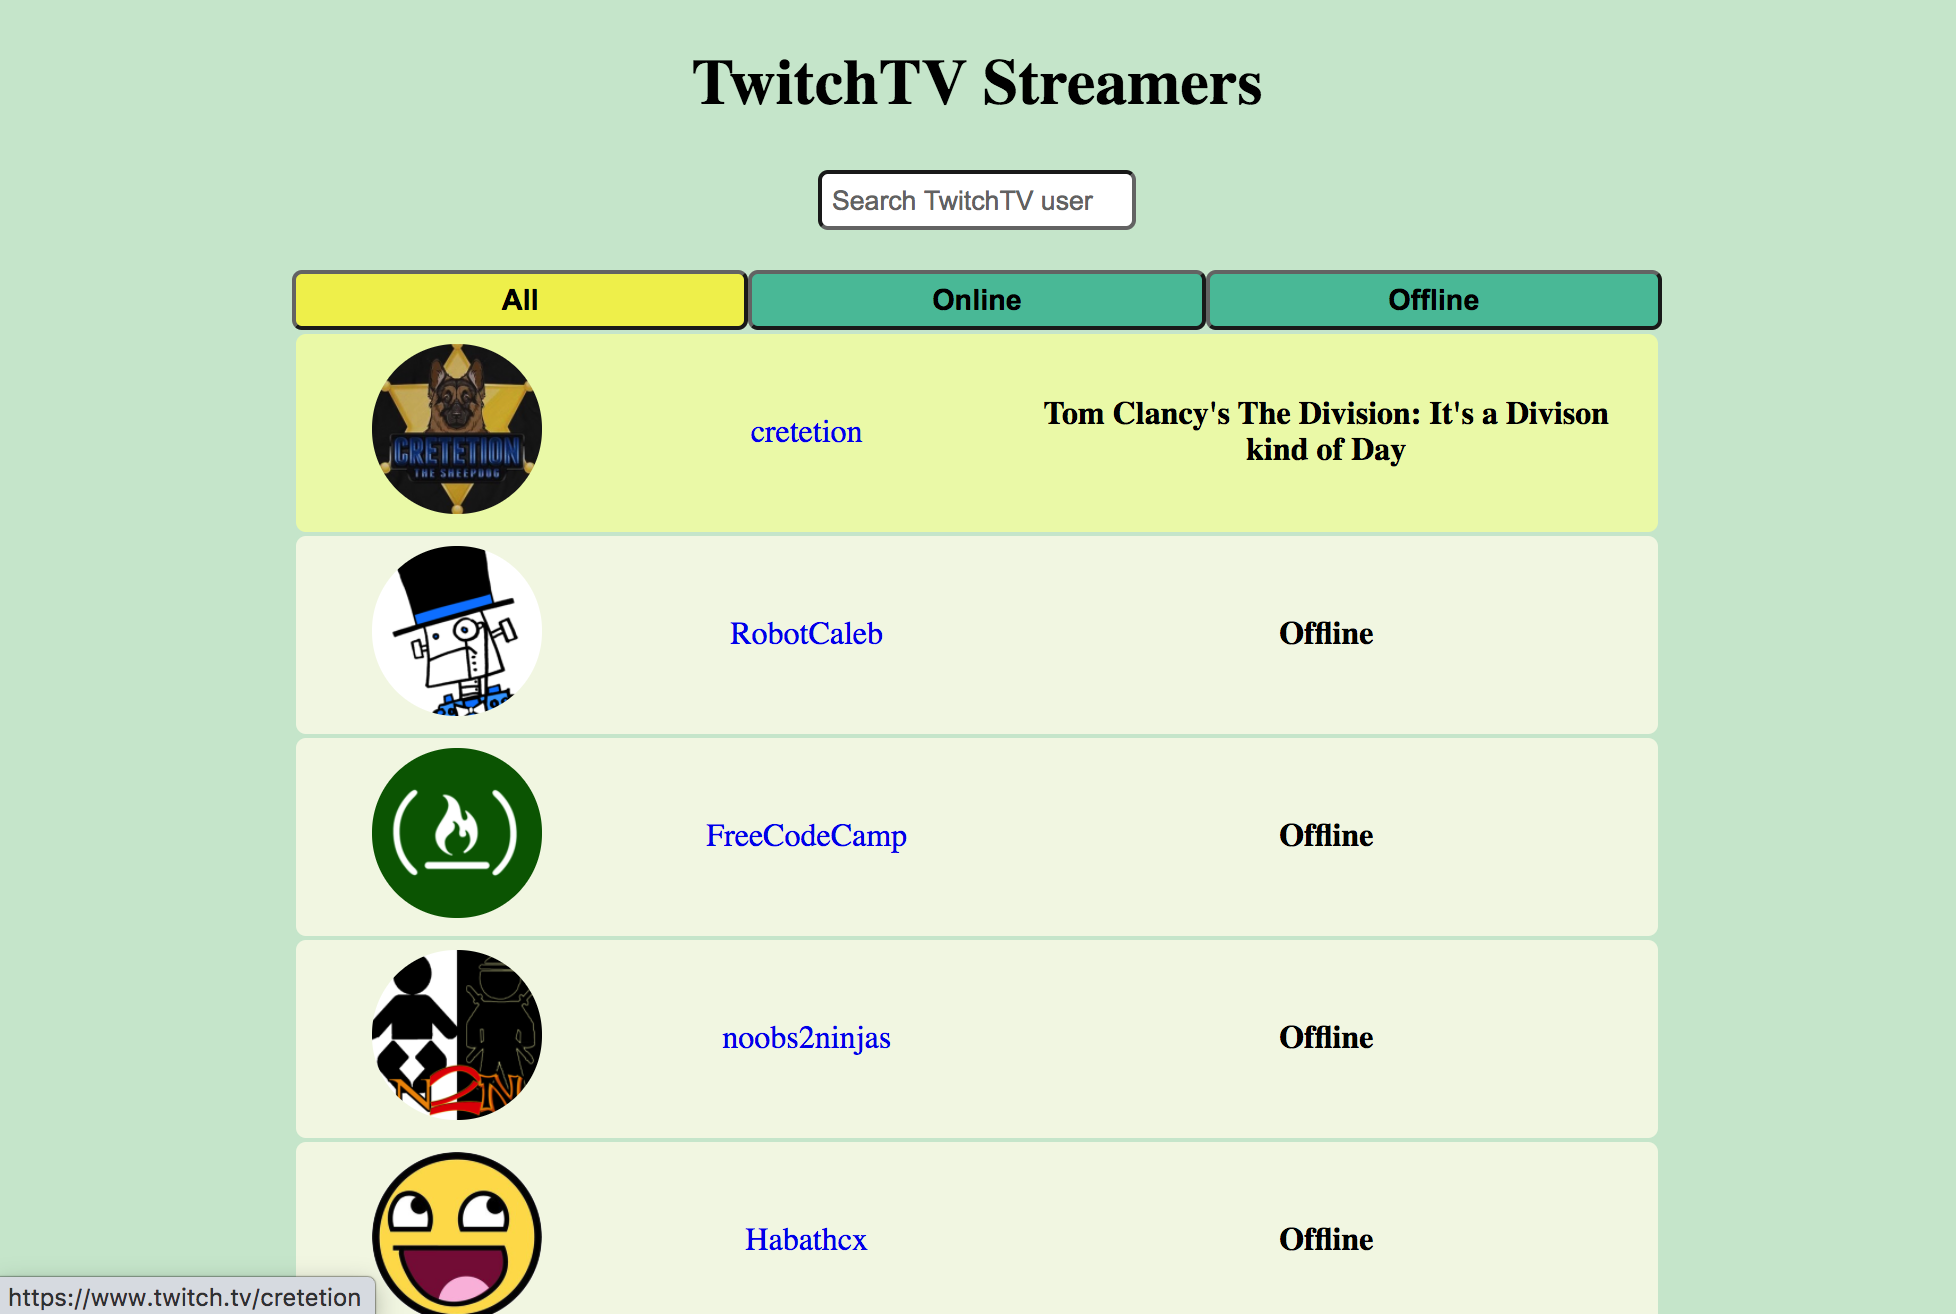 TwitchTV Streamers
Search TwitchTV user
All
Online
Offline
CRETETION
THE SHEEPDOG
cretetion
Tom Clancy's The Division: It's a Divison
kind of Day
RobotCaleb
Offline
FreeCodeCamp
Offline
N2N
noobs2ninjas
Offline
Habathcx
Offline
https://www.twitch.tv/cretetion